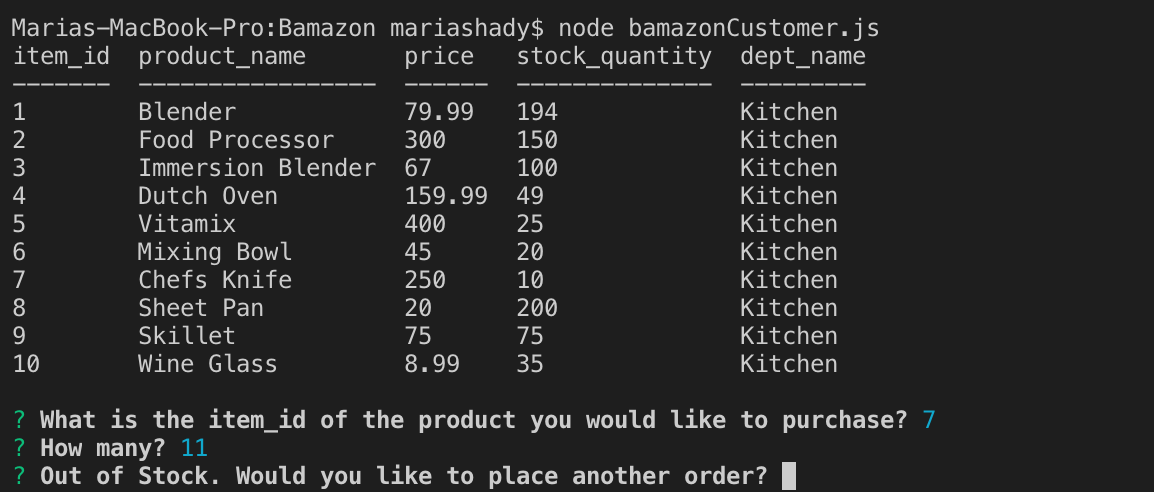 Marias-MacBook-Pro:Bamazon mariashady$ node bamazonCustomer.js
item_id  product_name       price   stock_quantity  dept_name
-------  -----------------  ------  --------------  ---------
1        Blender            79.99   194             Kitchen
2        Food Processor     300     150             Kitchen
3        Immersion Blender  67      100             Kitchen
4        Dutch Oven         159.99  49              Kitchen
5        Vitamix            400     25              Kitchen
6        Mixing Bowl        45      20              Kitchen
7        Chefs Knife        250     10              Kitchen
8        Sheet Pan          20      200             Kitchen
9        Skillet            75      75              Kitchen
10       Wine Glass         8.99    35              Kitchen

? What is the item_id of the product you would like to purchase? 7
? How many? 11
? Out of Stock. Would you like to place another order?